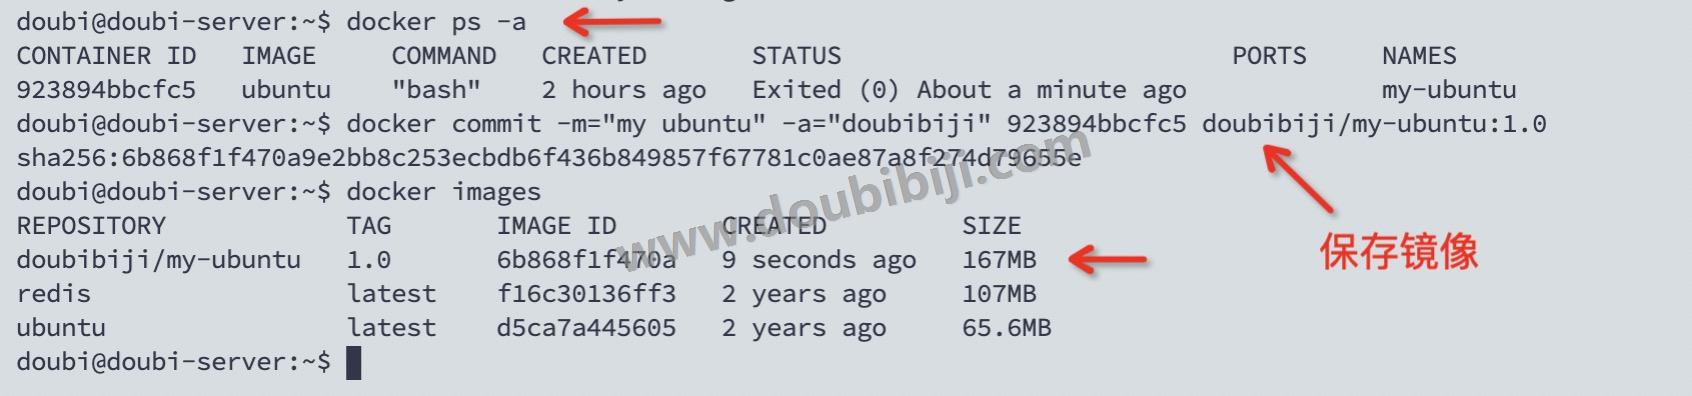 doubi@doubi-server:~$ docker ps -a
CONTAINER ID   IMAGE     COMMAND   CREATED       STATUS                          PORTS     NAMES
923894bbcfc5   ubuntu    "bash"    2 hours ago   Exited (0) About a minute ago             my-ubuntu
doubi@doubi-server:~$ docker commit -m="my ubuntu" -a="doubibiji" 923894bbcfc5 doubibiji/my-ubuntu:1.0
sha256:6b868f1f470a9e2bb8c253ecbdb6f436b849857f67781c0ae87a8f274d79655e
doubi@doubi-server:~$ docker images
REPOSITORY            TAG       IMAGE ID       CREATED         SIZE
doubibiji/my-ubuntu   1.0       6b868f1f470a   9 seconds ago   167MB
redis                 latest    f16c30136ff3   2 years ago     107MB
ubuntu                latest    d5ca7a445605   2 years ago     65.6MB
doubi@doubi-server:~$
保存镜像
www.doubibiji.com